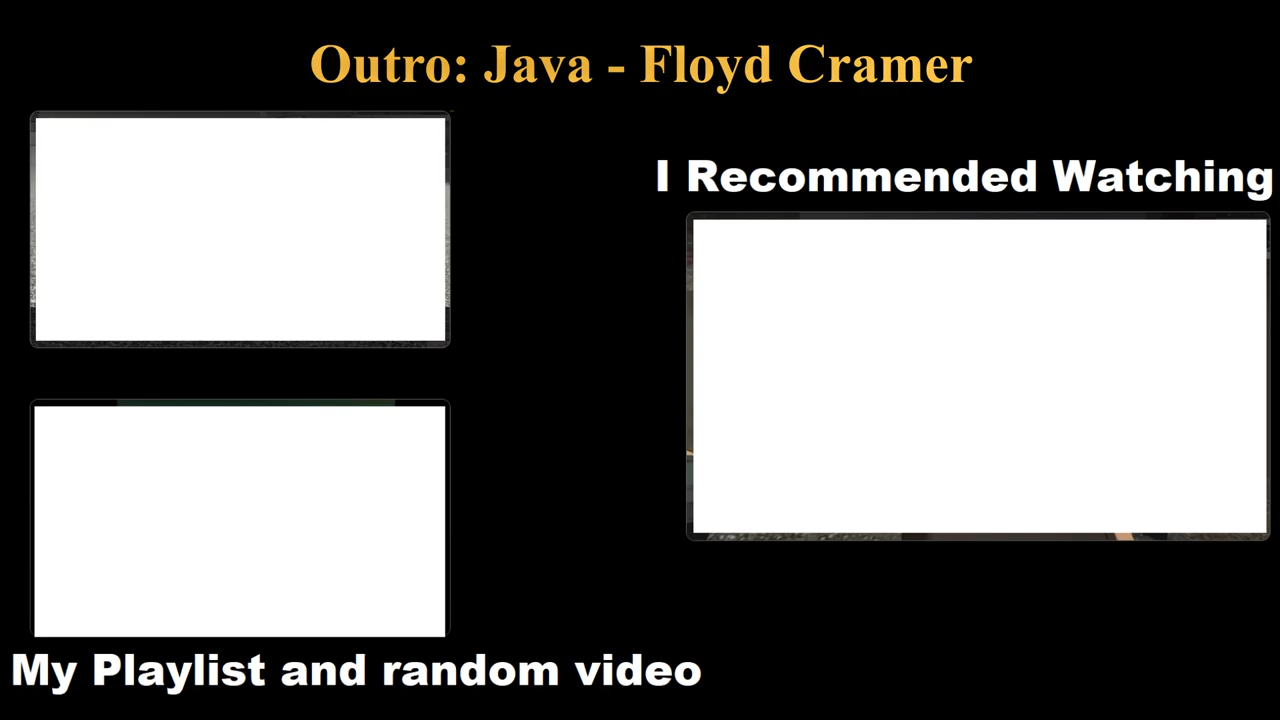 Outro: Java - Floyd Cramer
I Recommended Watching
My Playlist and random video